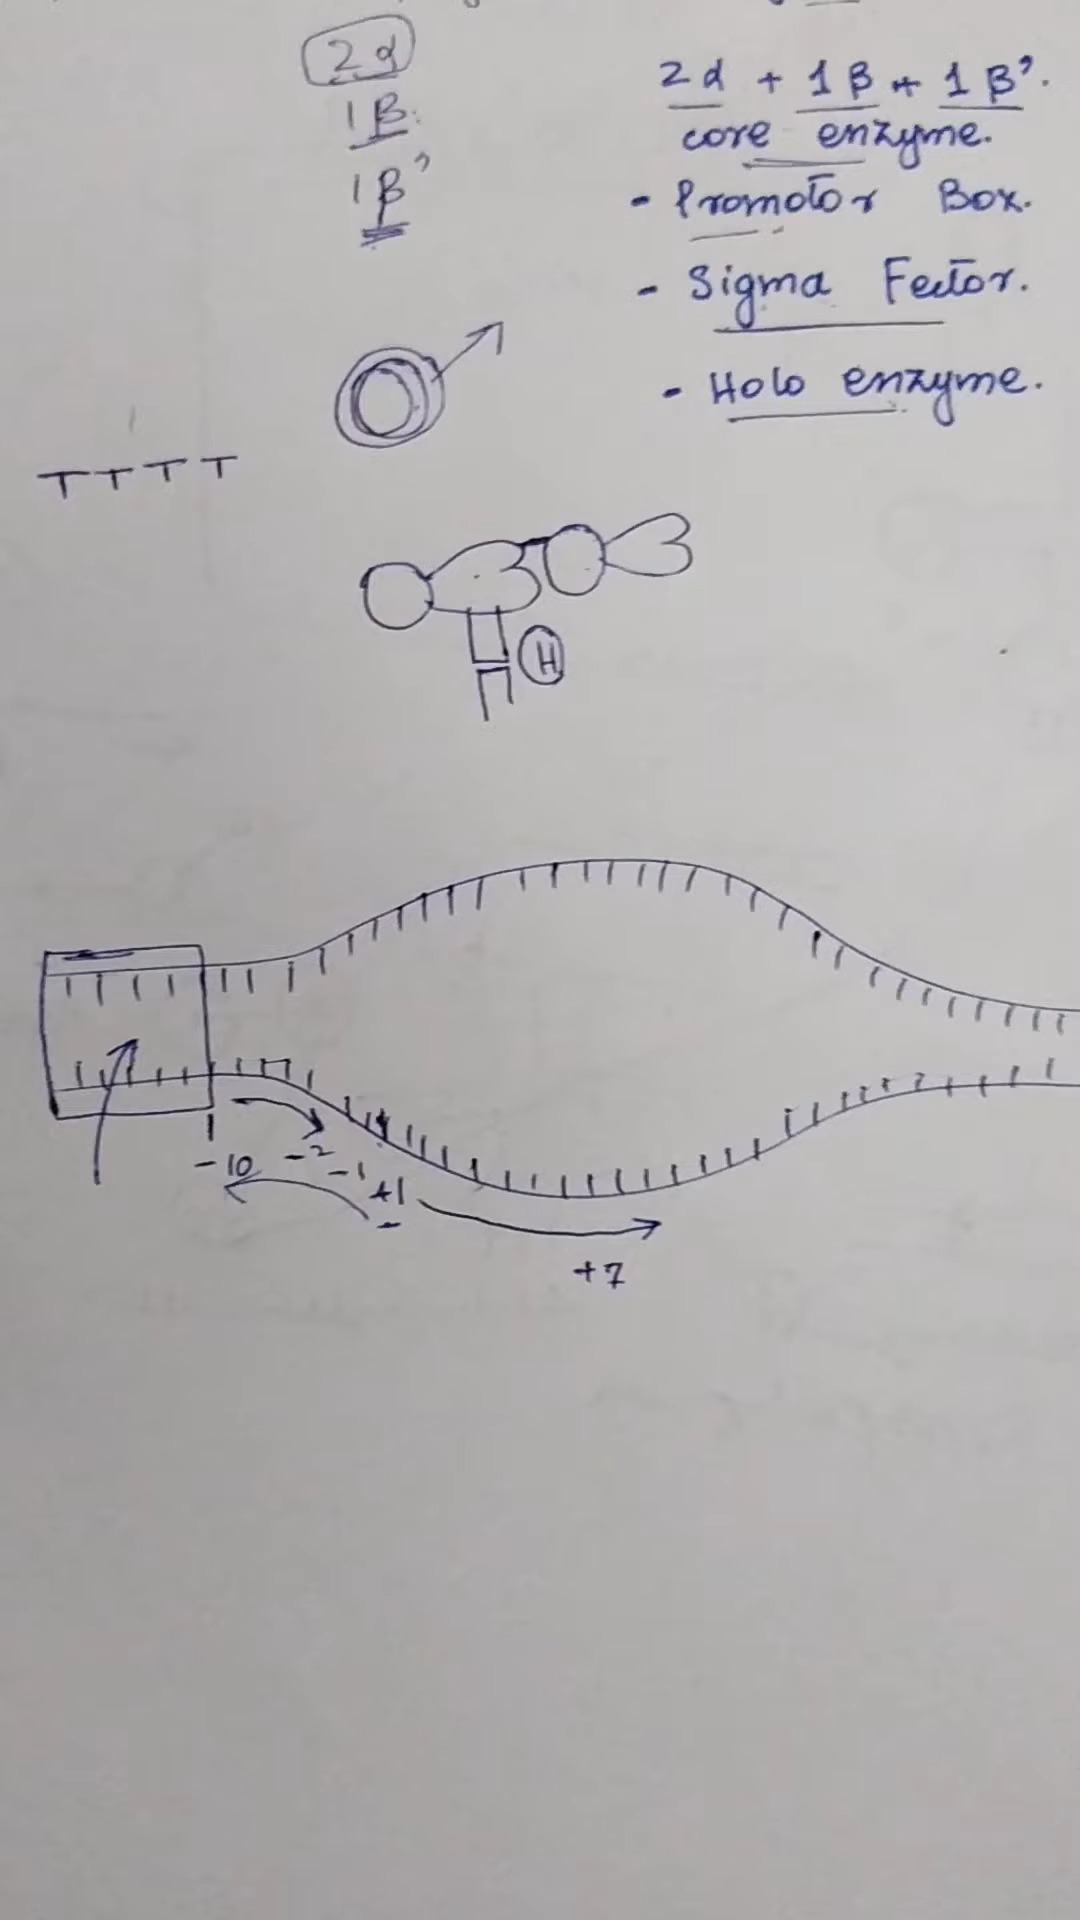 2α
1β
1β'
2α + 1β + 1β'.
core enzyme.
- Promotor Box.
- Sigma Fector.
- Holo enzyme.
T T T T
H
-10 -2 -1 +1
-
+7